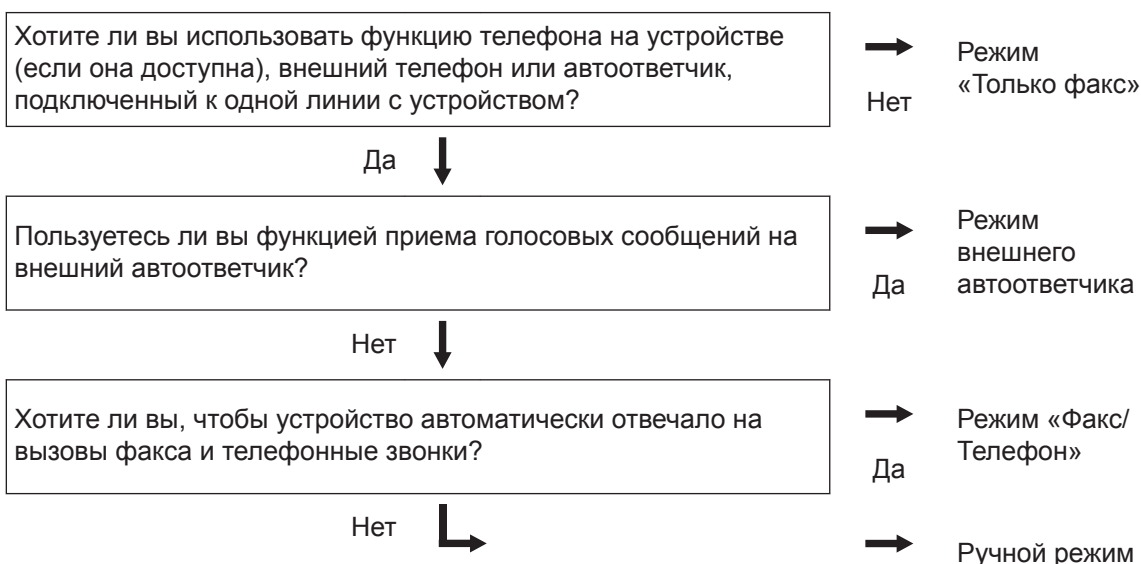 Хотите ли вы использовать функцию телефона на устройстве
(если она доступна), внешний телефон или автоответчик,
подключенный к одной линии с устройством?
Нет
Режим
«Только факс»
Да
Пользуетесь ли вы функцией приема голосовых сообщений на
внешний автоответчик?
Да
Режим
внешнего
автоответчика
Нет
Хотите ли вы, чтобы устройство автоматически отвечало на
вызовы факса и телефонные звонки?
Да
Режим «Факс/
Телефон»
Нет
Ручной режим